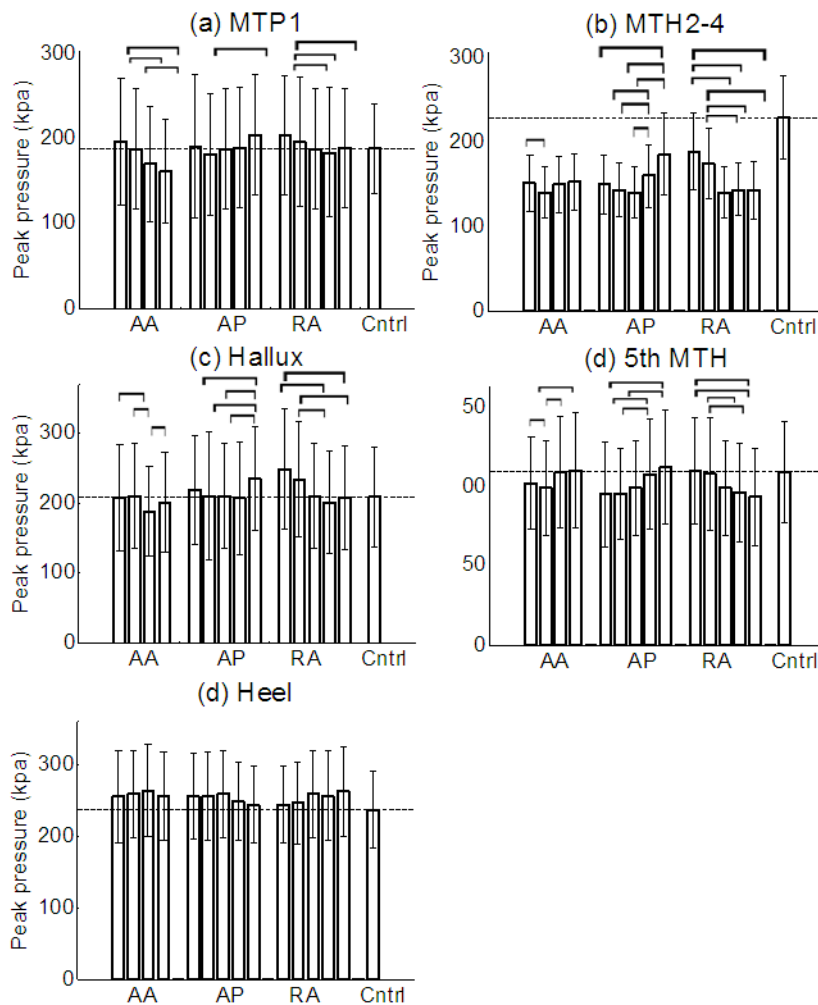 (a) MTP1
Peak pressure (kpa)
300
200
100
0
AA AP RA Cntrl
(b) MTH2-4
Peak pressure (kpa)
300
200
100
0
AA AP RA Cntrl
(c) Hallux
Peak pressure (kpa)
300
200
100
0
AA AP RA Cntrl
(d) 5th MTH
50
00
50
0
AA AP RA Cntrl
(d) Heel
Peak pressure (kpa)
300
200
100
0
AA AP RA Cntrl